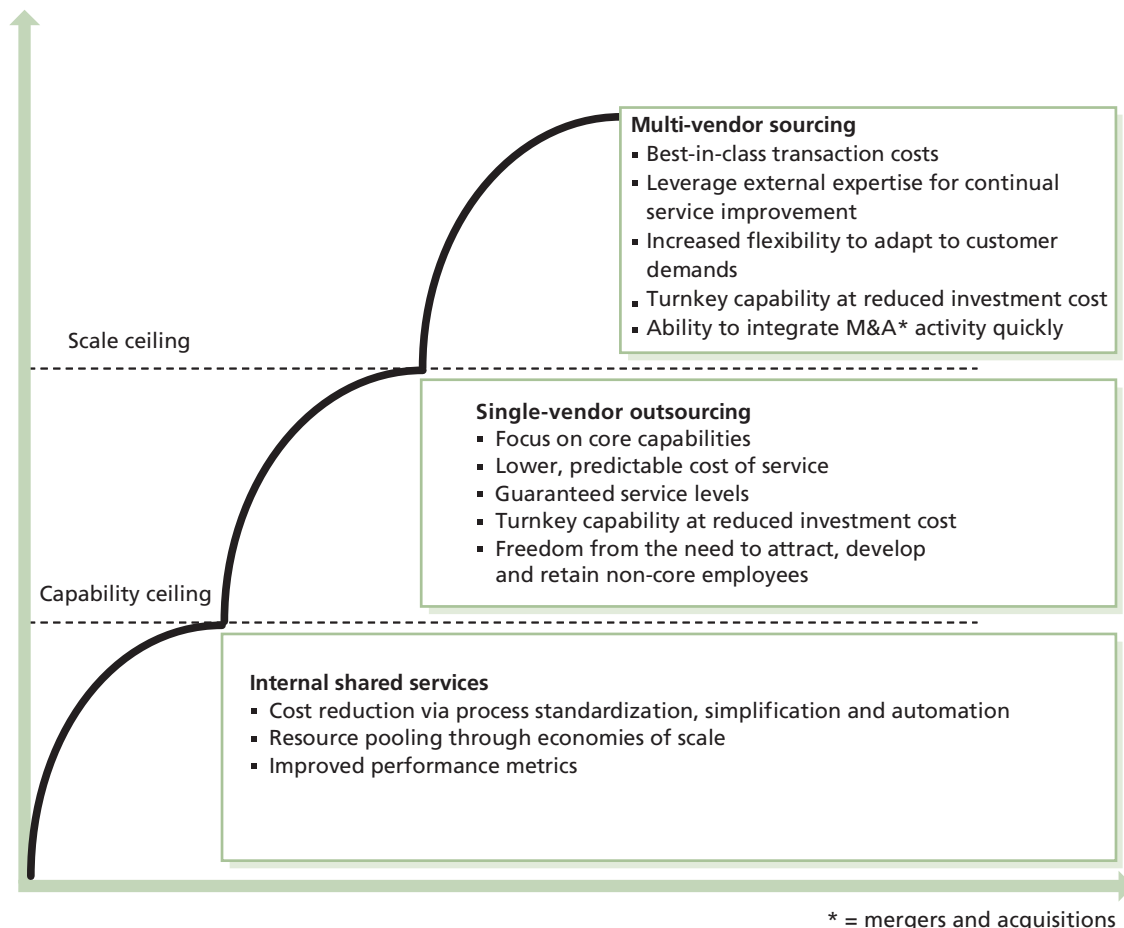 Multi-vendor sourcing
▪ Best-in-class transaction costs
▪ Leverage external expertise for continual
service improvement
▪ Increased flexibility to adapt to customer
demands
▪ Turnkey capability at reduced investment cost
▪ Ability to integrate M&A* activity quickly
Scale ceiling
Single-vendor outsourcing
▪ Focus on core capabilities
▪ Lower, predictable cost of service
▪ Guaranteed service levels
▪ Turnkey capability at reduced investment cost
▪ Freedom from the need to attract, develop
and retain non-core employees
Capability ceiling
Internal shared services
▪ Cost reduction via process standardization, simplification and automation
▪ Resource pooling through economies of scale
▪ Improved performance metrics
* = mergers and acquisitions